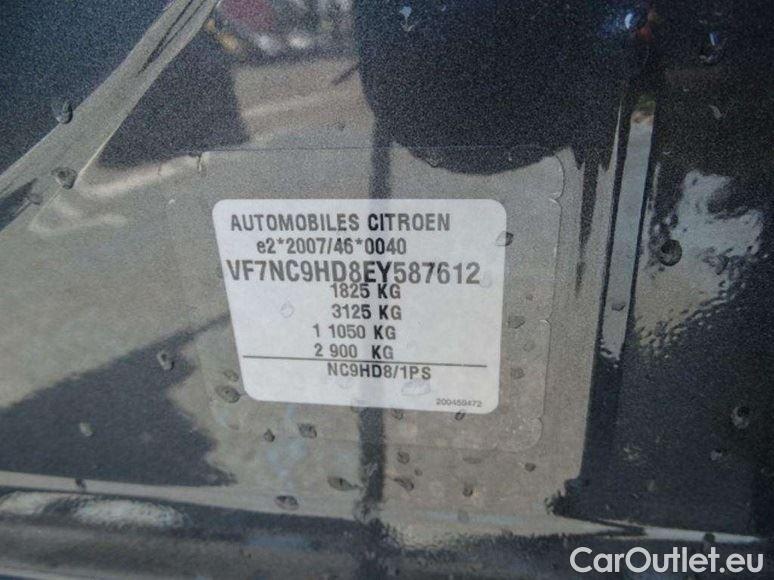 AUTOMOBILES CITROEN
e2*2007/46*0040
VF7NC9HD8EY587612
1825 KG
3125 KG
1 1050 KG
2 900 KG
NC9HD8/1PS
200459472
CarOutlet.eu